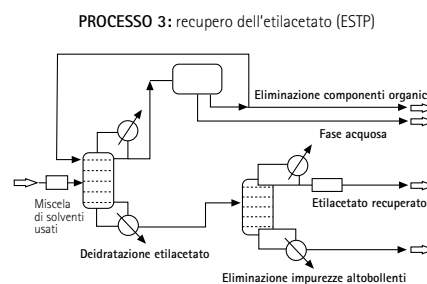 PROCESSO 3: recupero dell'etilacetato (ESTP)
Eliminazione componenti organic
Fase acquosa
Miscela
di solventi
usati
Etilacetato recuperato
Deidratazione etilacetato
Eliminazione impurezze altobollenti